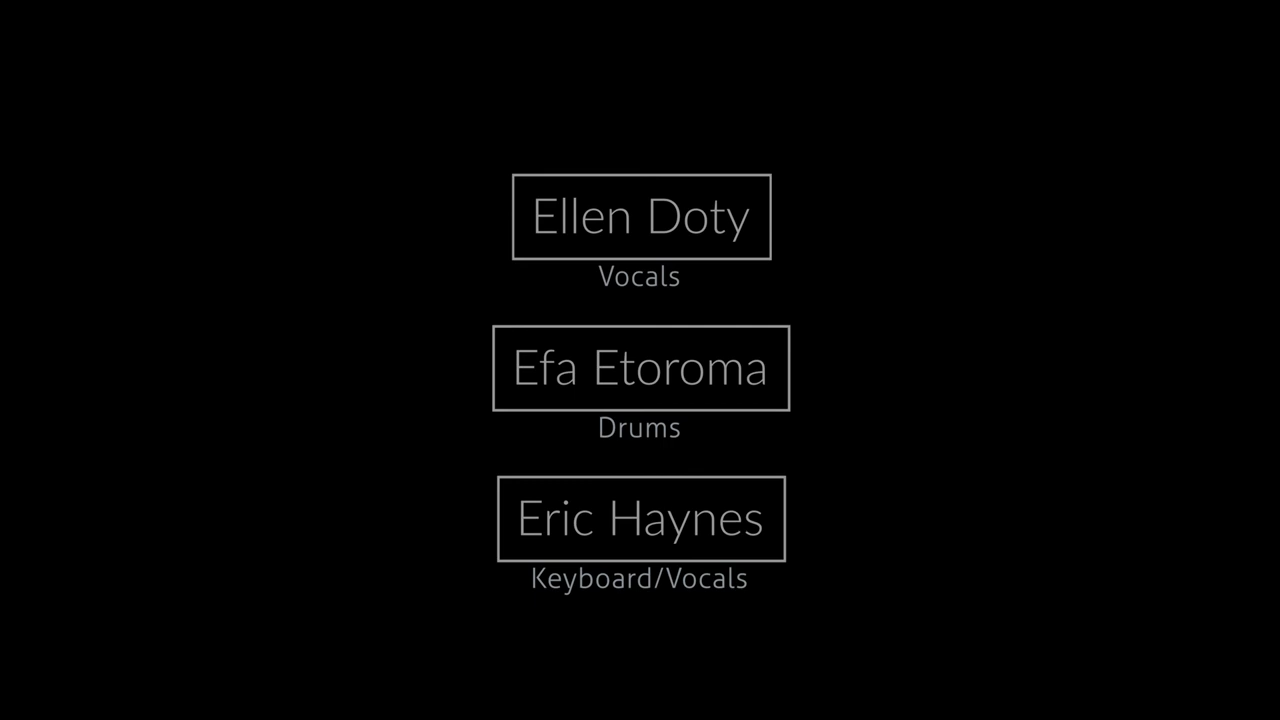 Ellen Doty
Vocals
Efa Etoroma
Drums
Eric Haynes
Keyboard/Vocals